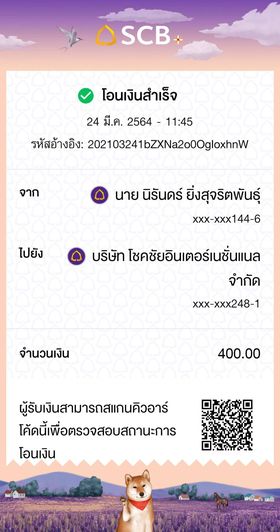 SCB
โอนเงินสำเร็จ
24 มี.ค. 2564 - 11:45
รหัสอ้างอิง: 202103241bZXNa2o0OgloxhnW
จาก
นาย นิรันดร์ ยิ่งสุจริตพันธุ์
xxx-xxx144-6
ไปยัง
บริษัท โชคชัยอินเตอร์เนชั่นแนล
จำกัด
xxx-xxx248-1
จำนวนเงิน
400.00
ผู้รับเงินสามารถสแกนคิวอาร์
โค้ดนี้เพื่อตรวจสอบสถานะการ
โอนเงิน